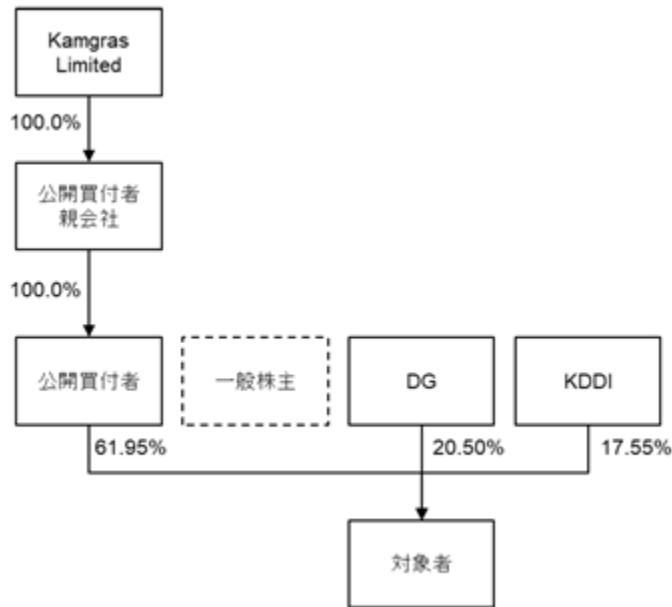 Kamgras
Limited
100.0%
公開買付者
親会社
100.0%
公開買付者
一般株主
DG
KDDI
61.95%
20.50%
17.55%
対象者